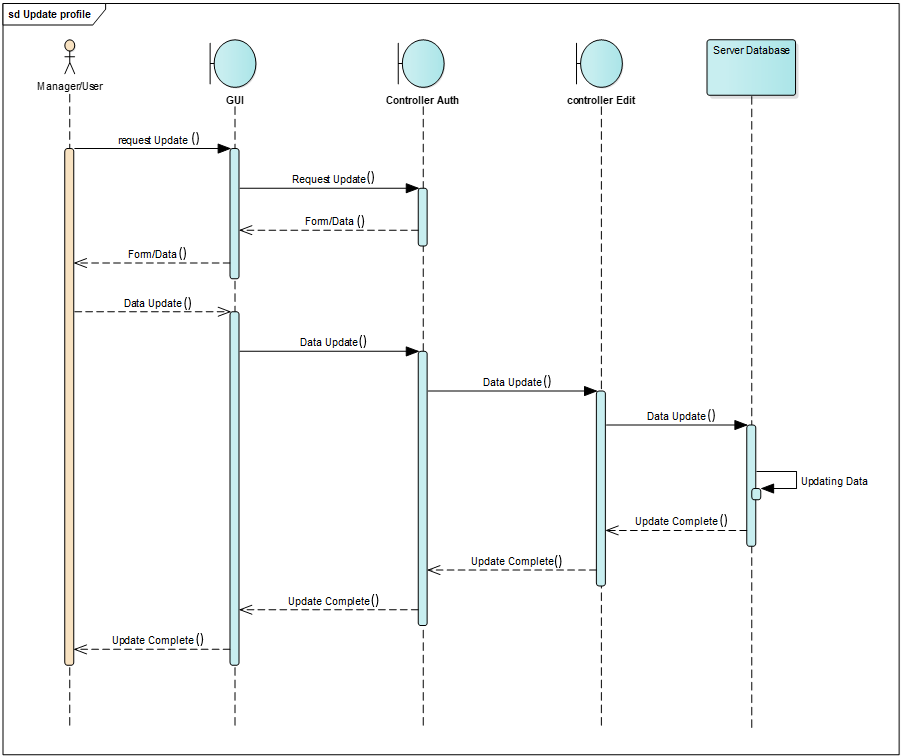 sd Update profile
Manager/User
GUI
Controller Auth
controller Edit
Server Database
request Update ()
Request Update()
Form/Data ()
Form/Data ()
Data Update()
Data Update()
Data Update()
Data Update()
Updating Data
Update Complete()
Update Complete()
Update Complete()
Update Complete()